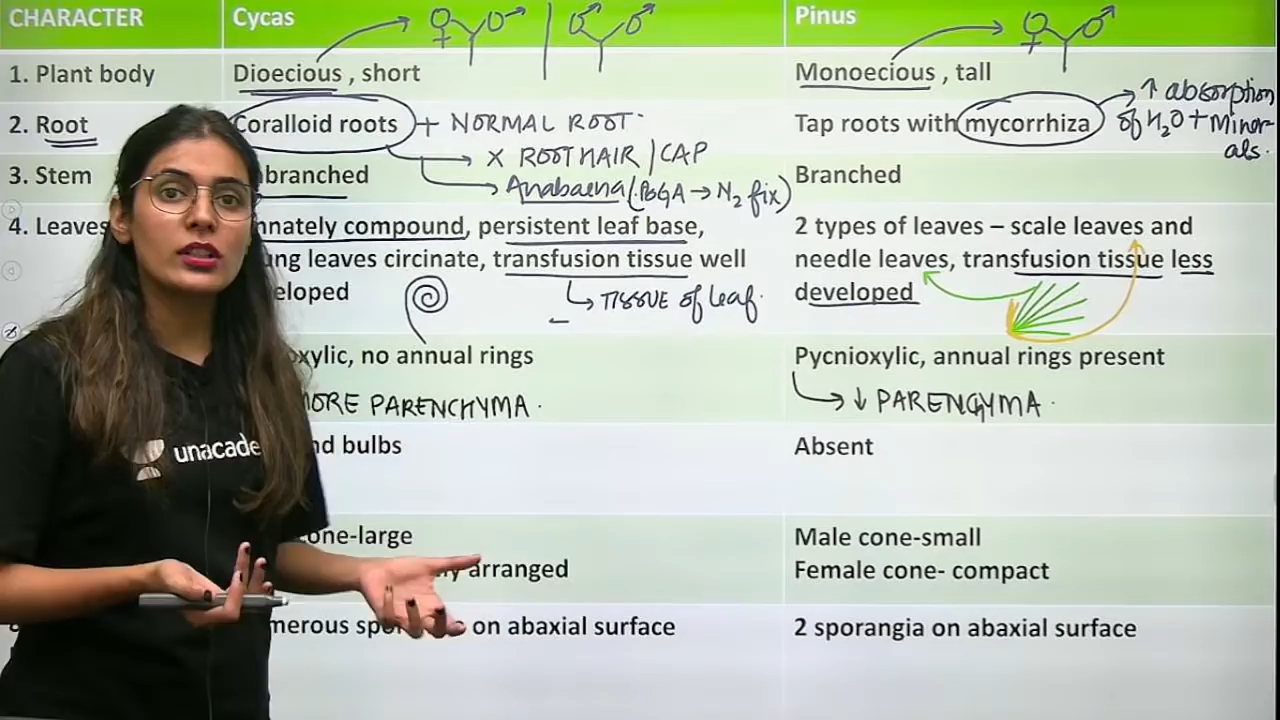 CHARACTER Cycas Pinus
1. Plant body Dioecious , short Monoecious , tall
↑ absorption
of H2O + Minor-
als.
2. Root Coralloid roots + NORMAL ROOT. Tap roots with mycorrhiza
→ X ROOT HAIR / CAP
3. Stem branched Branched
→ Anabaena (BGA → N2 fix)
4. Leaves nnately compound, persistent leaf base, 2 types of leaves – scale leaves and
ung leaves circinate, transfusion tissue well needle leaves, transfusion tissue less
eloped developed
→ TISSUE of Leaf.
oxylic, no annual rings Pycnioxylic, annual rings present
MORE PARENCHYMA. → ↓ PARENGYMA.
nd bulbs Absent
unacade
cone-large Male cone-small
arranged Female cone- compact
merous spo on abaxial surface 2 sporangia on abaxial surface